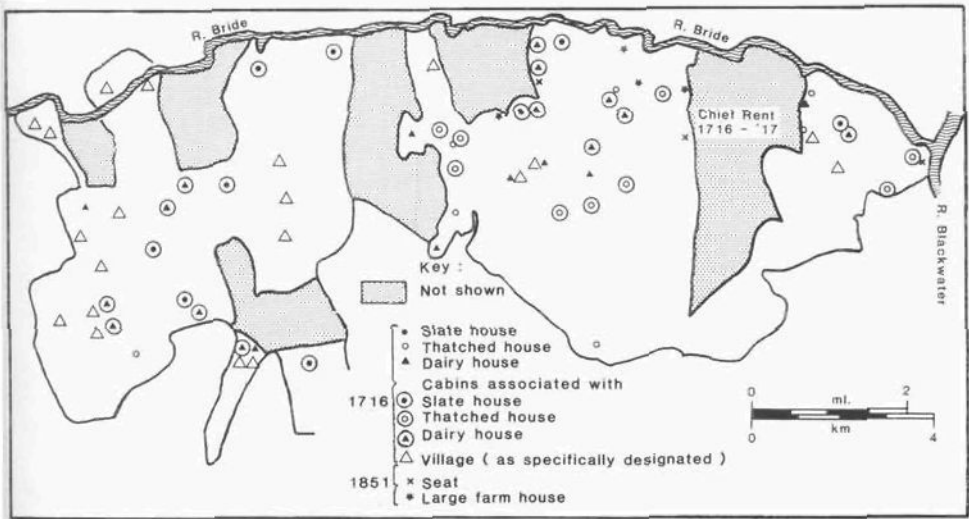 R. Bride
R. Bride
Chief Rent
1716 - '17
R. Blackwater
Key :
Not shown
Slate house
Thatched house
Dairy house
Cabins associated with
1716
Slate house
Thatched house
Dairy house
Village ( as specifically designated )
1851
Seat
Large farm house
0 2
ml.
0 km 4